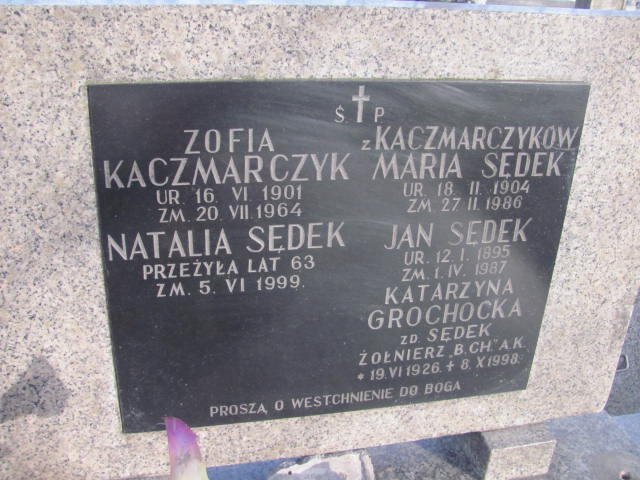 Ś. † P
ZOFIA
KACZMARCZYK
UR. 16. VI 1901
ZM. 20. VII. 1964
NATALIA SĘDEK
PRZEŻYŁA LAT 63
ZM. 5. VI 1999.
z KACZMARCZYKÓW
MARIA SĘDEK
UR. 18. II. 1904
ZM. 27. II. 1986
JAN SĘDEK
UR. 12. I. 1895
ZM. 1. IV. 1987
KATARZYNA
GROCHOCKA
ZD. SĘDEK
ŻOŁNIERZ „B.CH.” A.K.
* 19.VI 1926. + 8. X 1998.
PROSZĄ O WESTCHNIENIE DO BOGA